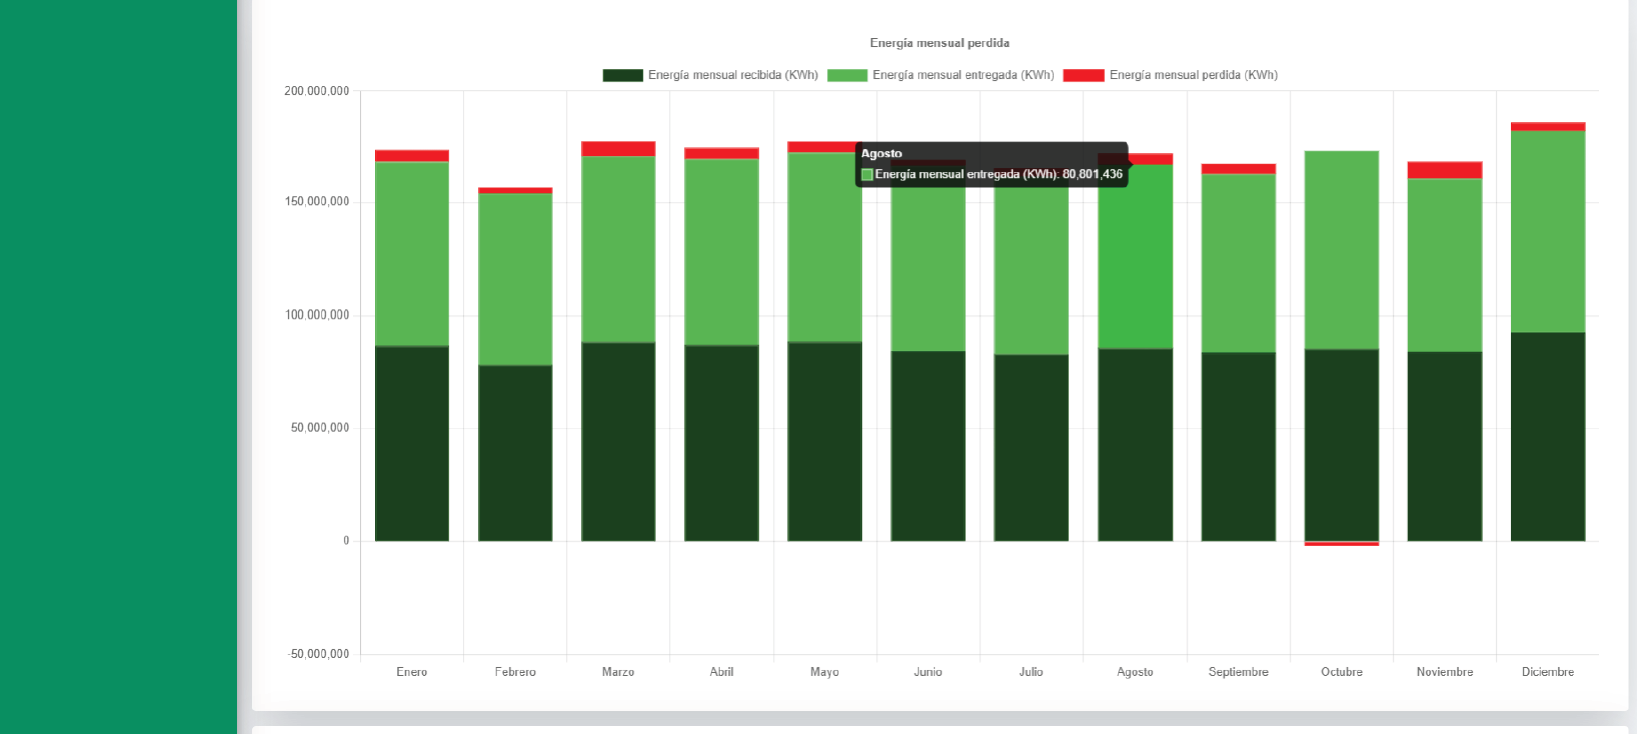 Energía mensual perdida
Energía mensual recibida (KWh) Energía mensual entregada (KWh) Energía mensual perdida (KWh)
200,000,000
Agosto
Energía mensual entregada (KWh): 80,801,436
150,000,000
100,000,000
50,000,000
0
-50,000,000
Enero Febrero Marzo Abril Mayo Junio Julio Agosto Septiembre Octubre Noviembre Diciembre